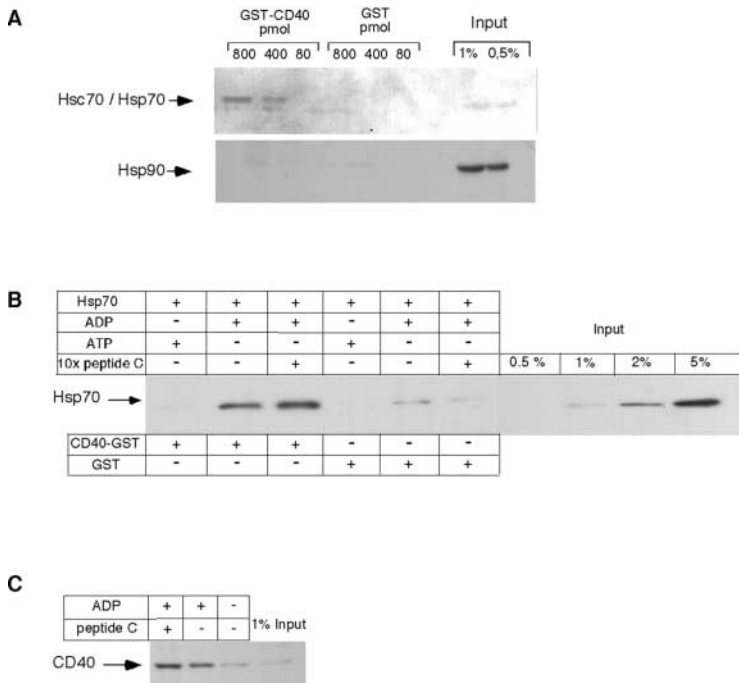 A
GST-CD40 GST Input
pmol pmol
800 400 80 800 400 80 1% 0,5%
Hsc70 / Hsp70
Hsp90
B
Hsp70 + + + + + +
ADP - + + - + +
ATP + - - + - -
Input
10x peptide C - - + - - + 0.5 % 1% 2% 5%
Hsp70
CD40-GST + + + - - -
GST - - - + + +
C
ADP + + -
peptide C + - - 1% Input
CD40